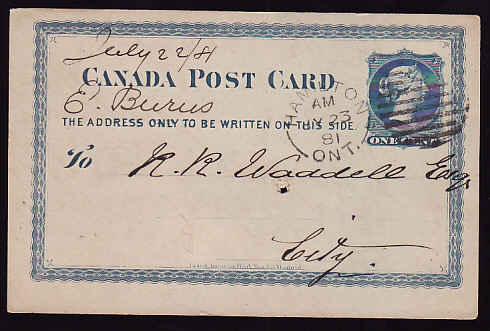 July 22/81
CANADA POST CARD
E. Burns
THE ADDRESS ONLY TO BE WRITTEN ON THIS SIDE
To
R. R. Waddell Esq
City.
HAMILTON
AM
JY 23
81
ONT.
ONE CENT